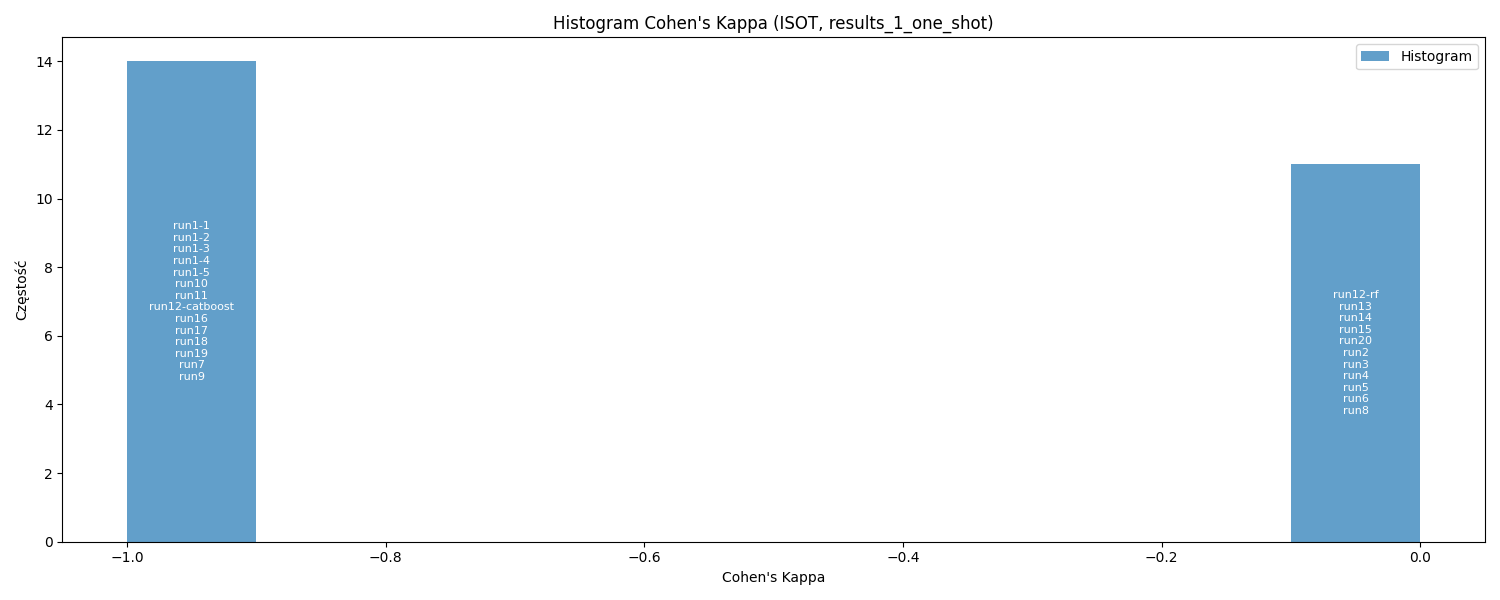 Histogram Cohen's Kappa (ISOT, results_1_one_shot)
Histogram
Częstość
14
12
10
8
6
4
2
0
run1-1
run1-2
run1-3
run1-4
run1-5
run10
run11
run12-catboost
run16
run17
run18
run19
run7
run9
run12-rf
run13
run14
run15
run20
run2
run3
run4
run5
run6
run8
−1.0
−0.8
−0.6
−0.4
−0.2
0.0
Cohen's Kappa